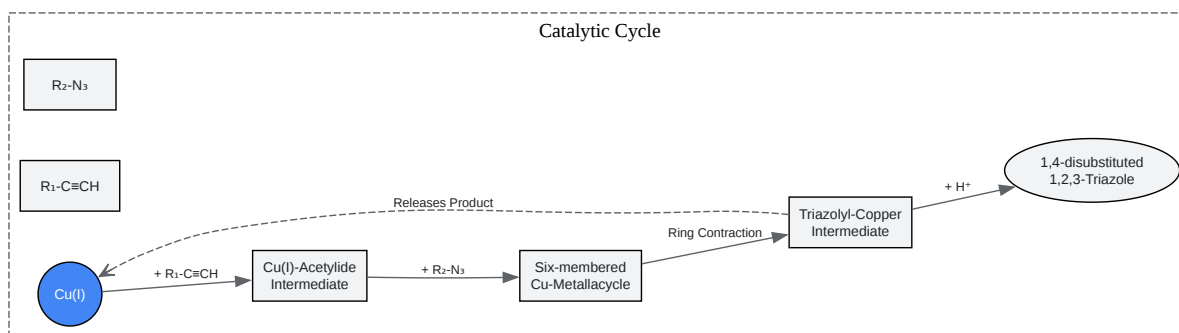 Catalytic Cycle
R₂-N₃
R₁-C≡CH
Cu(I)
+ R₁-C≡CH
Cu(I)-Acetylide
Intermediate
+ R₂-N₃
Six-membered
Cu-Metallacycle
Ring Contraction
Triazolyl-Copper
Intermediate
Releases Product
+ H⁺
1,4-disubstituted
1,2,3-Triazole